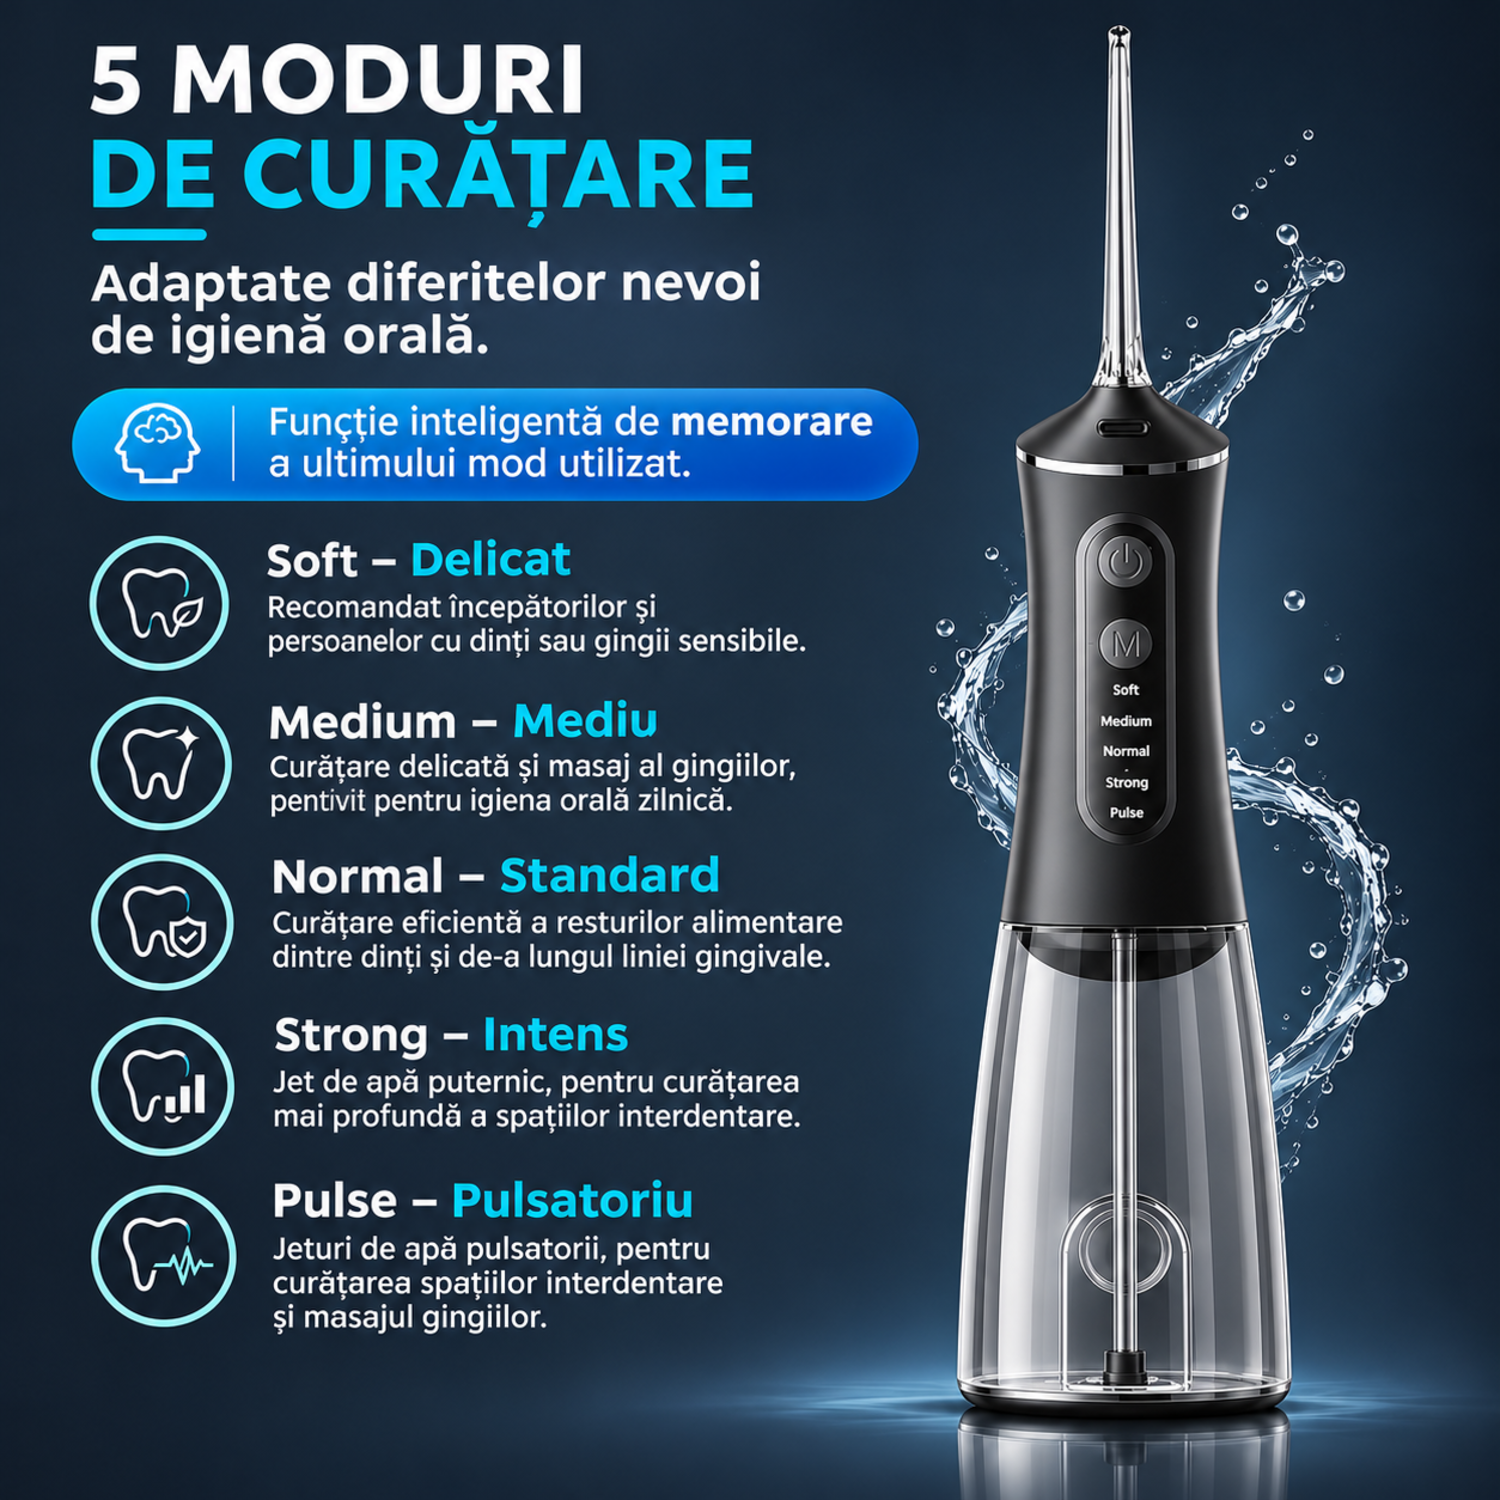 5 MODURI
DE CURĂȚARE
Adaptate diferitelor nevoi
de igienă orală.
Funcțție inteligentă de memorare
a ultimului mod utilizat.
Soft – Delicat
Recomandat începătorilor și
persoanelor cu dinți sau gingii sensibile.
Medium – Mediu
Curățare delicată și masaj al gingiilor,
pentivit pentru igiena orală zilnică.
Normal – Standard
Curățare eficientă a resturilor alimentare
dintre dinți și de-a lungul liniei gingivale.
Strong – Intens
Jet de apă puternic, pentru curățarea
mai profundă a spațiilor interdentare.
Pulse – Pulsatoriu
Jeturi de apă pulsatorii, pentru
curățarea spațiilor interdentare
și masajul gingiilor.
M
Soft
Medium
Normal
Strong
Pulse